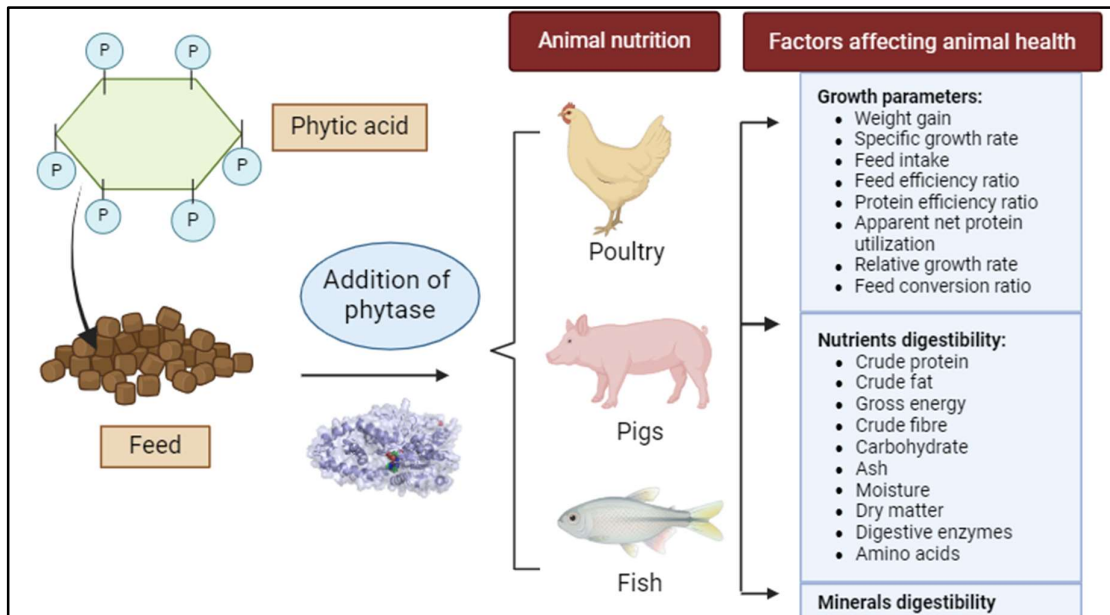 P
P
P
P
P
P
Phytic acid
Feed
Addition of
phytase
Animal nutrition
Poultry
Pigs
Fish
Factors affecting animal health
Growth parameters:
• Weight gain
• Specific growth rate
• Feed intake
• Feed efficiency ratio
• Protein efficiency ratio
• Apparent net protein
utilization
• Relative growth rate
• Feed conversion ratio
Nutrients digestibility:
• Crude protein
• Crude fat
• Gross energy
• Crude fibre
• Carbohydrate
• Ash
• Moisture
• Dry matter
• Digestive enzymes
• Amino acids
Minerals digestibility